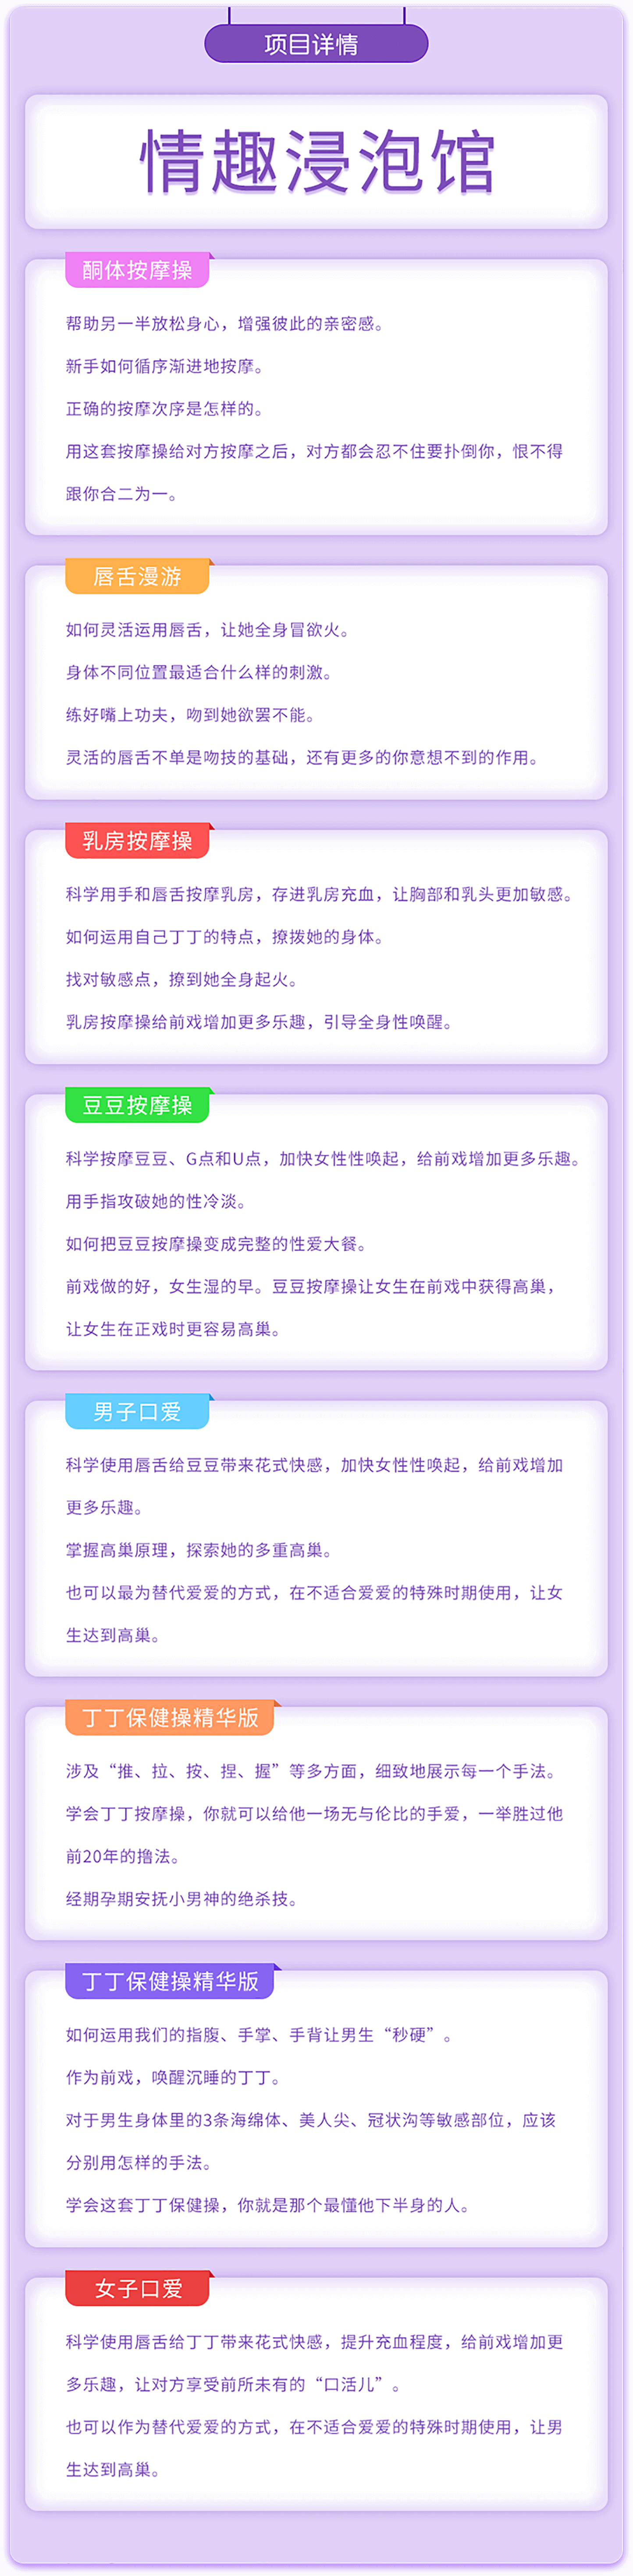 项目详情
情趣浸泡馆
酮体按摩操
帮助另一半放松身心，增强彼此的亲密感。
新手如何循序渐进地按摩。
正确的按摩次序是怎样的。
用这套按摩操给对方按摩之后，对方都会忍不住要扑倒你，恨不得
跟你合二为一。
唇舌漫游
如何灵活运用唇舌，让她全身冒欲火。
身体不同位置最适合什么样的刺激。
练好嘴上功夫，吻到她欲罢不能。
灵活的唇舌不单是吻技的基础，还有更多的你意想不到的作用。
乳房按摩操
科学用手和唇舌按摩乳房，存进乳房充血，让胸部和乳头更加敏感。
如何运用自己丁丁的特点，撩拨她的身体。
找对敏感点，撩到她全身起火。
乳房按摩操给前戏增加更多乐趣，引导全身性唤醒。
豆豆按摩操
科学按摩豆豆、G点和U点，加快女性性唤起，给前戏增加更多乐趣。
用手指攻破她的性冷淡。
如何把豆豆按摩操变成完整的性爱大餐。
前戏做的好，女生湿的早。豆豆按摩操让女生在前戏中获得高巢，
让女生在正戏时更容易高巢。
男子口爱
科学使用唇舌给豆豆带来花式快感，加快女性性唤起，给前戏增加
更多乐趣。
掌握高巢原理，探索她的多重高巢。
也可以最为替代爱爱的方式，在不适合爱爱的特殊时期使用，让女
生达到高巢。
丁丁保健操精华版
涉及“推、拉、按、捏、握”等多方面，细致地展示每一个手法。
学会丁丁按摩操，你就可以给他一场无与伦比的手爱，一举胜过他
前20年的撸法。
经期孕期安抚小男神的绝杀技。
丁丁保健操精华版
如何运用我们的指腹、手掌、手背让男生“秒硬”。
作为前戏，唤醒沉睡的丁丁。
对于男生身体里的3条海绵体、美人尖、冠状沟等敏感部位，应该
分别用怎样的手法。
学会这套丁丁保健操，你就是那个最懂他下半身的人。
女子口爱
科学使用唇舌给丁丁带来花式快感，提升充血程度，给前戏增加更
多乐趣，让对方享受前所未有的“口活儿”。
也可以作为替代爱爱的方式，在不适合爱爱的特殊时期使用，让男
生达到高巢。